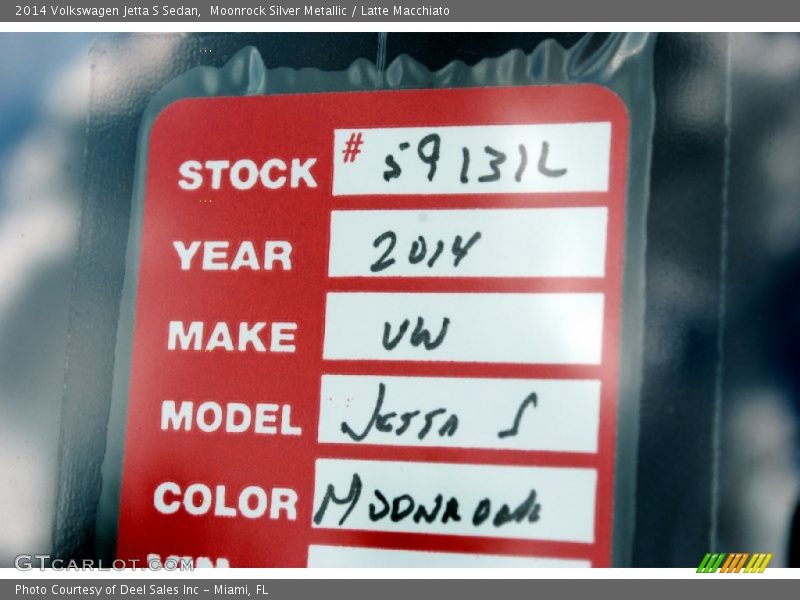 2014 Volkswagen Jetta S Sedan, Moonrock Silver Metallic / Latte Macchiato
STOCK # 59131L
YEAR 2014
MAKE VW
MODEL JETTA S
COLOR MOONROCK
VIN
GTCARLOT.COM
Photo Courtesy of Deel Sales Inc – Miami, FL